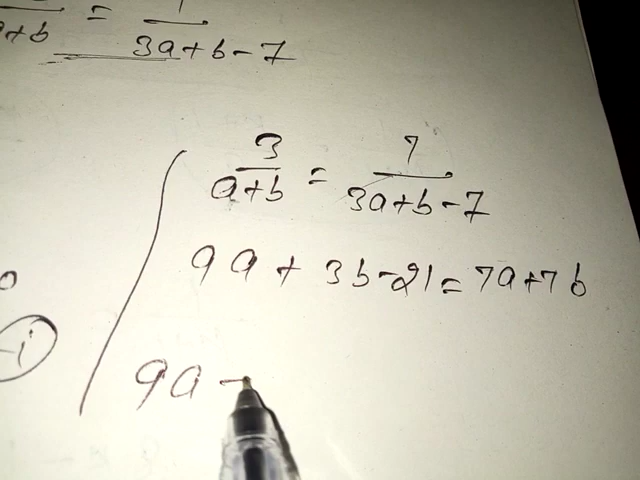 a+b = 7/3a+b-7
3/a+b = 7/3a+b-7
9a + 3b-21 = 7a+7b
9a -